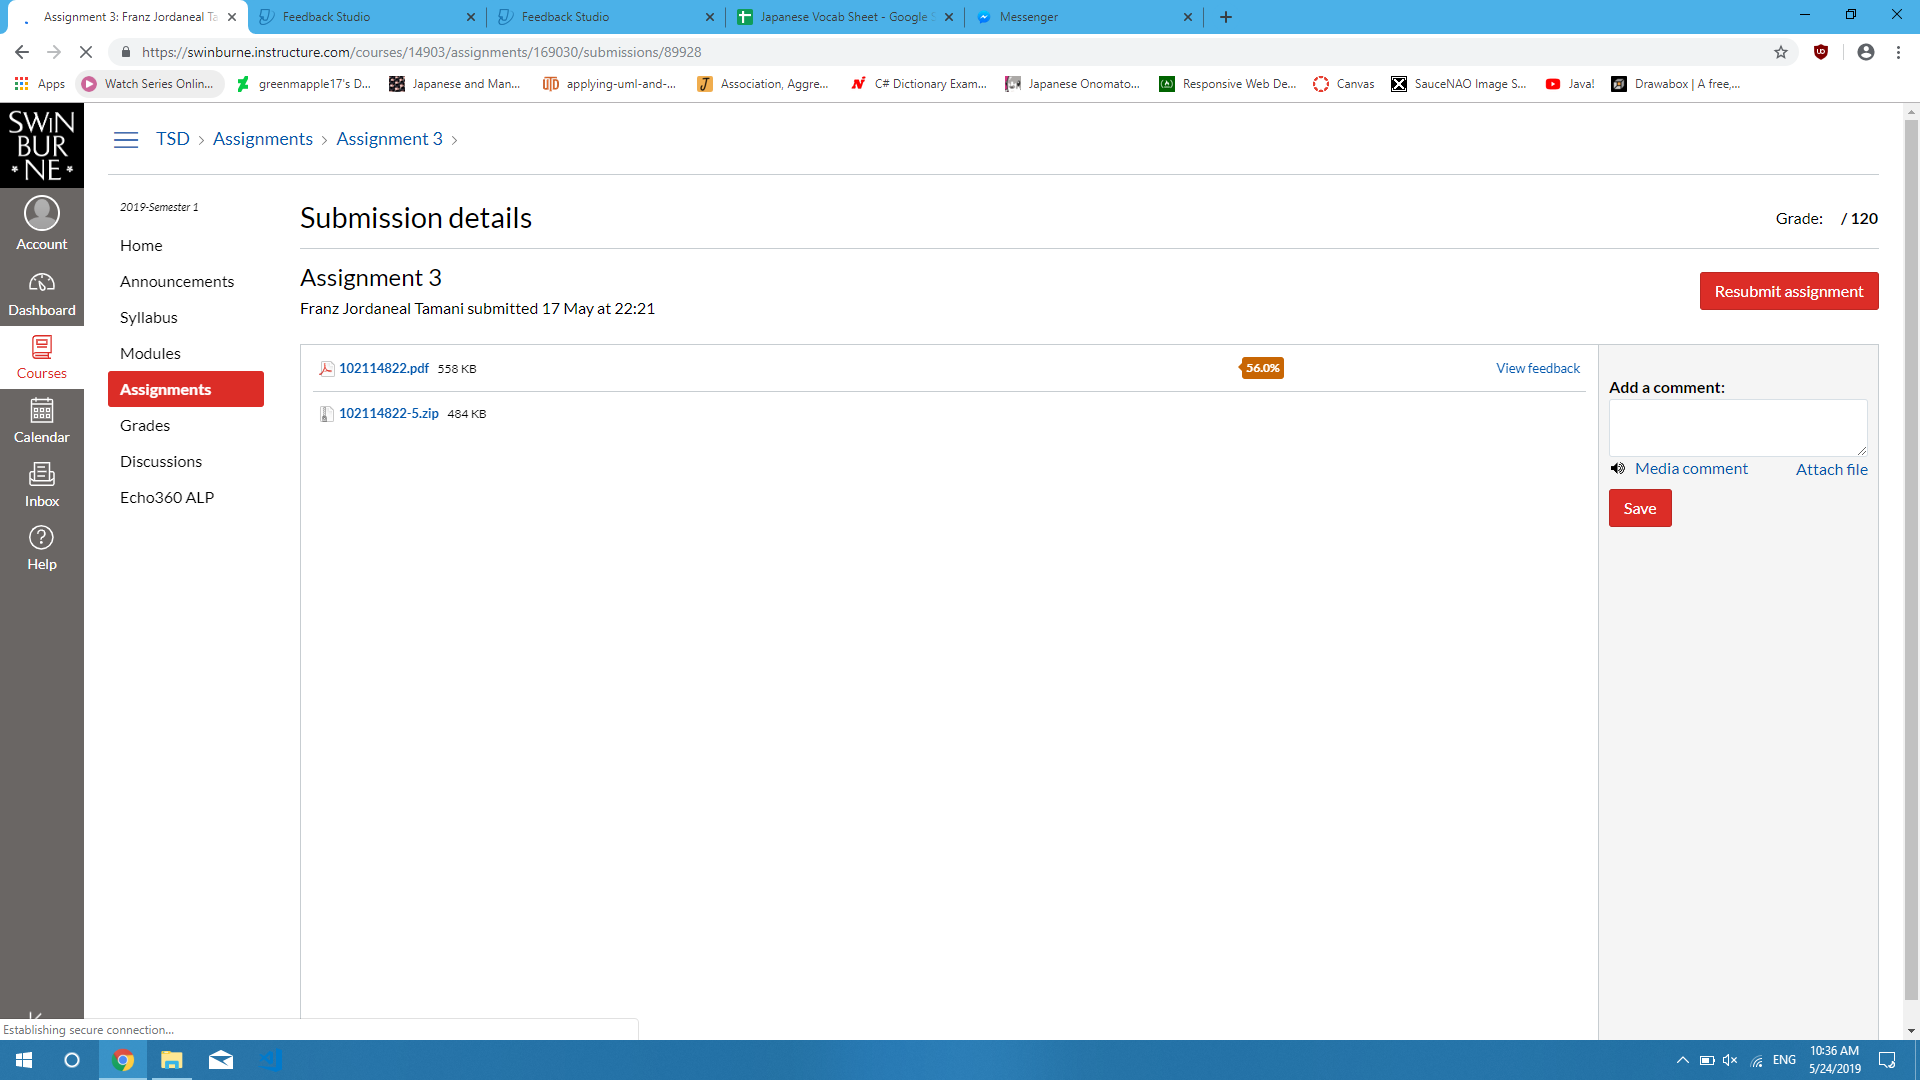 Assignment 3: Franz Jordaneal Ta
Feedback Studio
Feedback Studio
Japanese Vocab Sheet - Google S
Messenger
https://swinburne.instructure.com/courses/14903/assignments/169030/submissions/89928
Apps
Watch Series Onlin...
greenmapple17's D...
Japanese and Man...
applying-uml-and-...
Association, Aggre...
C# Dictionary Exam...
Japanese Onomato...
Responsive Web De...
Canvas
SauceNAO Image S...
Java!
Drawabox | A free,...
SWIN
BUR
*NE*
Account
Dashboard
Courses
Calendar
Inbox
Help
TSD > Assignments > Assignment 3 >
2019-Semester 1
Home
Announcements
Syllabus
Modules
Assignments
Grades
Discussions
Echo360 ALP
Submission details
Grade: / 120
Assignment 3
Franz Jordaneal Tamani submitted 17 May at 22:21
Resubmit assignment
102114822.pdf 558 KB
56.0%
View feedback
102114822-5.zip 484 KB
Add a comment:
Media comment
Attach file
Save
Establishing secure connection...
ENG
10:36 AM
5/24/2019